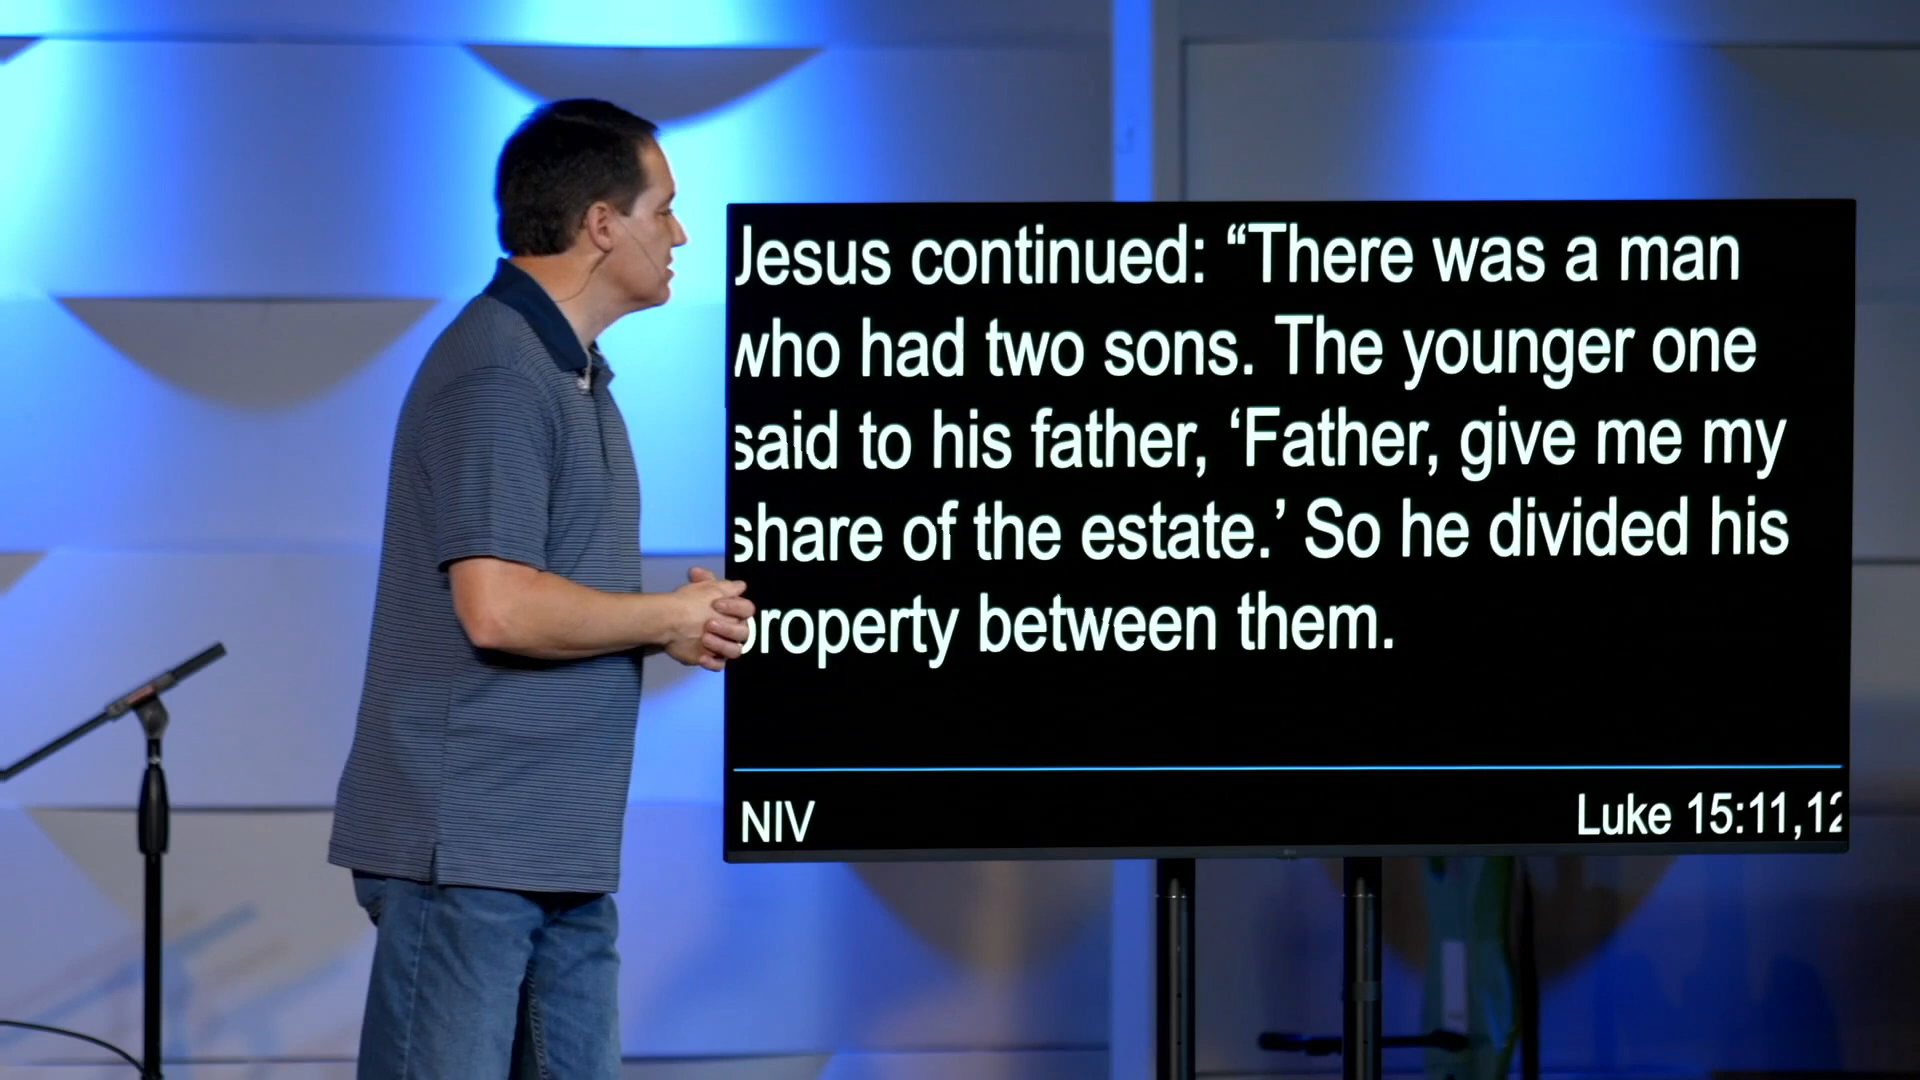 Jesus continued: “There was a man
who had two sons. The younger one
said to his father, ‘Father, give me my
share of the estate.’ So he divided his
property between them.
NIV
Luke 15:11,12